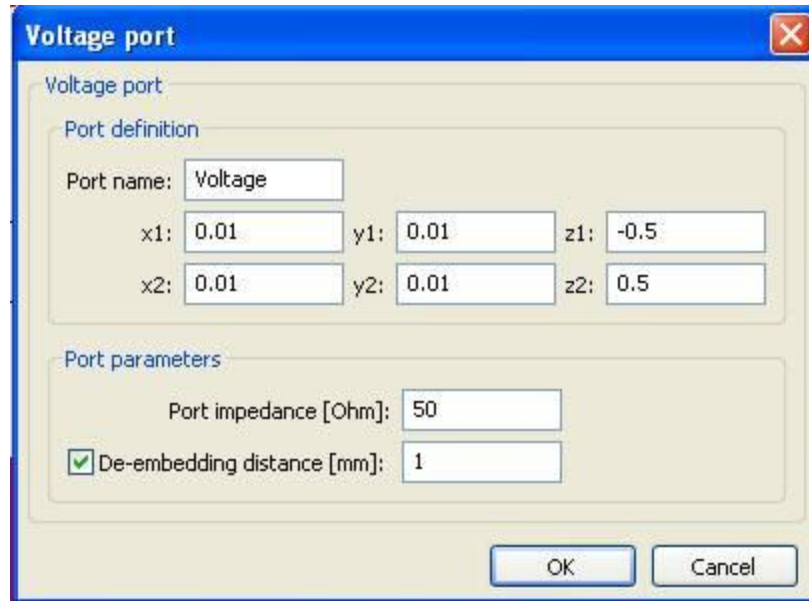 Voltage port
Voltage port
Port definition
Port name: Voltage
x1: 0.01 y1: 0.01 z1: -0.5
x2: 0.01 y2: 0.01 z2: 0.5
Port parameters
Port impedance [Ohm]: 50
De-embedding distance [mm]: 1
OK Cancel